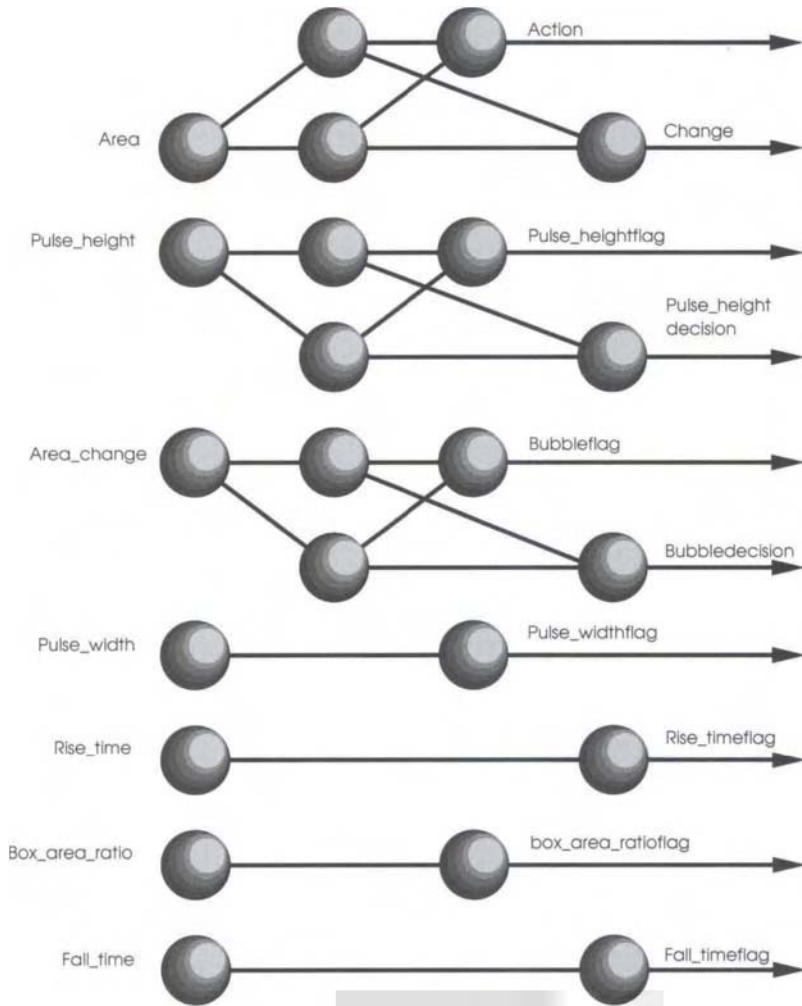 Action
Area
Change
Pulse_height
Pulse_heightflag
Pulse_height
decision
Area_change
Bubbleflag
Bubbledecision
Pulse_width
Pulse_widthflag
Rise_time
Rise_timeflag
Box_area_ratio
box_area_ratioflag
Fall_time
Fall_timeflag